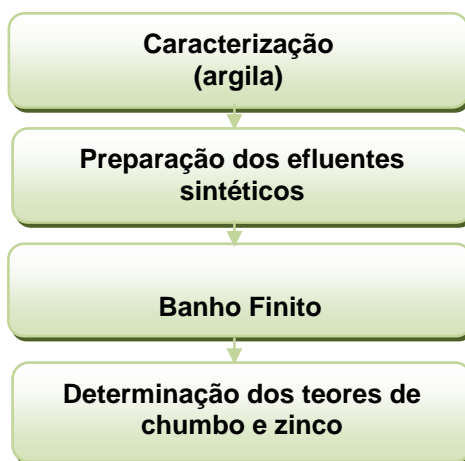 Caracterização
(argila)
Preparação dos efluentes
sintéticos
Banho Finito
Determinação dos teores de
chumbo e zinco